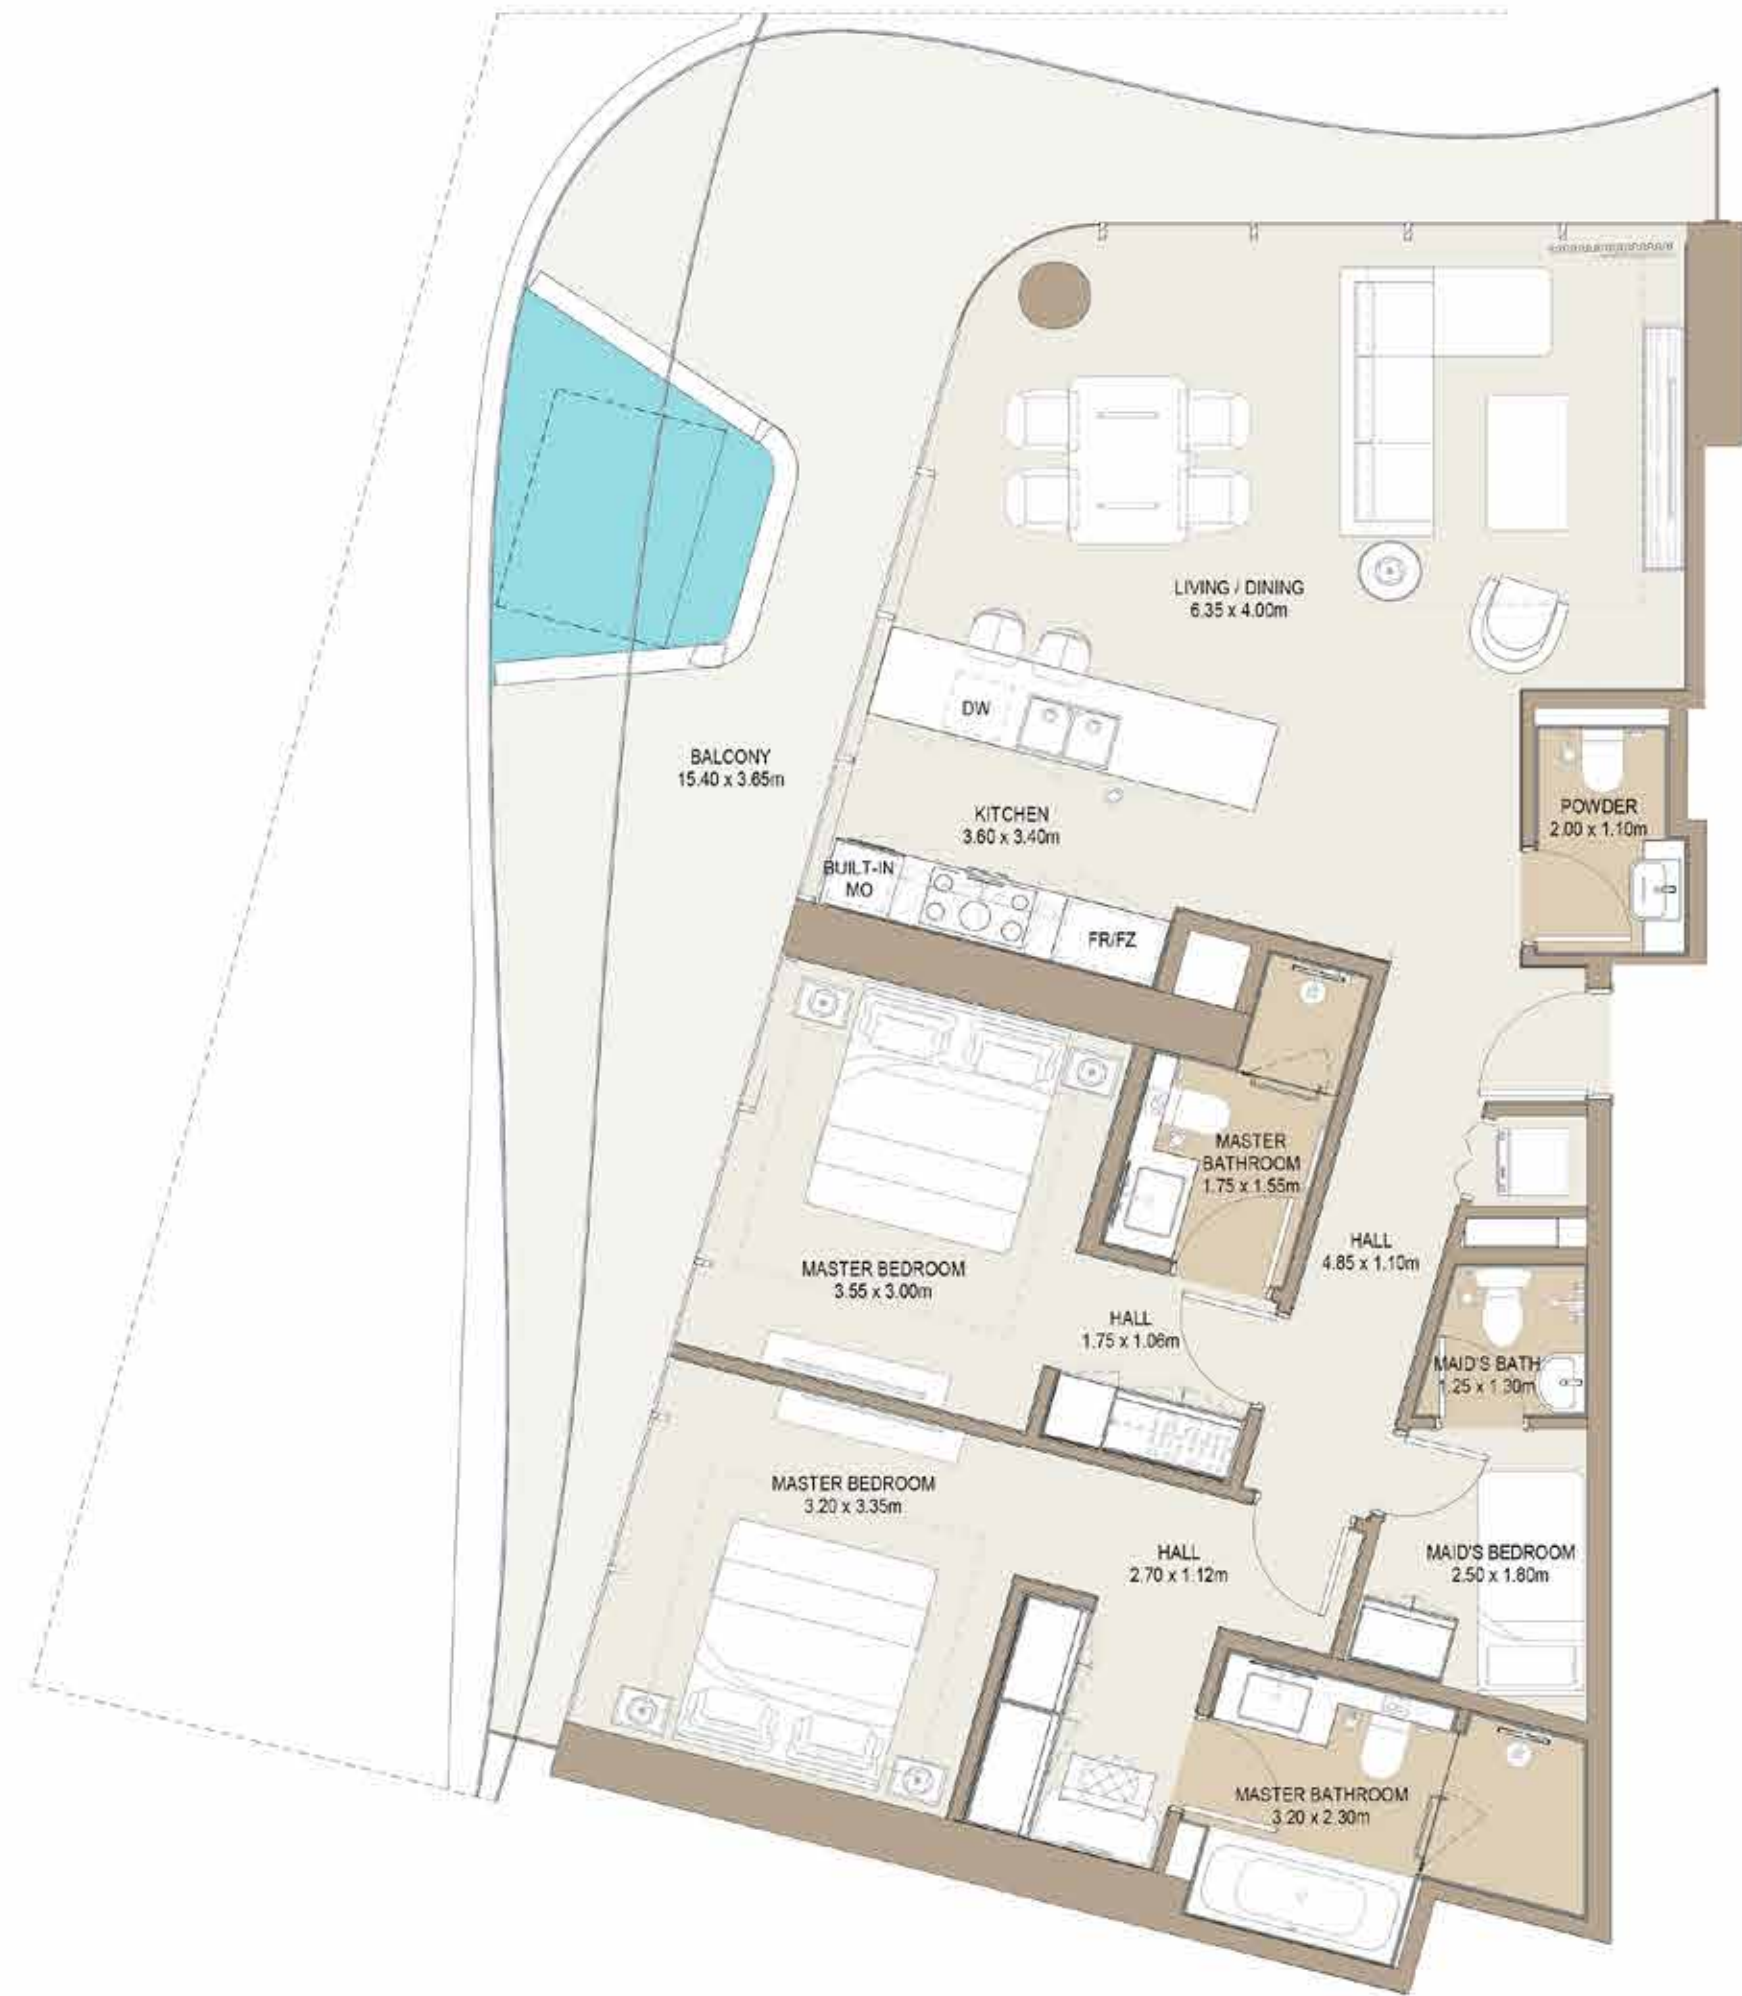 LIVING / DINING
6.35 x 4.00m
DW
BALCONY
15.40 x 3.65m
KITCHEN
3.60 x 3.40m
POWDER
2.00 x 1.10m
BUILT-IN
MO
FR/FZ
MASTER
BATHROOM
1.75 x 1.55m
HALL
4.85 x 1.10m
MASTER BEDROOM
3.55 x 3.00m
HALL
1.75 x 1.06m
MAID'S BATH
1.25 x 1.30m
MASTER BEDROOM
3.20 x 3.35m
HALL
2.70 x 1.12m
MAID'S BEDROOM
2.50 x 1.80m
MASTER BATHROOM
3.20 x 2.30m